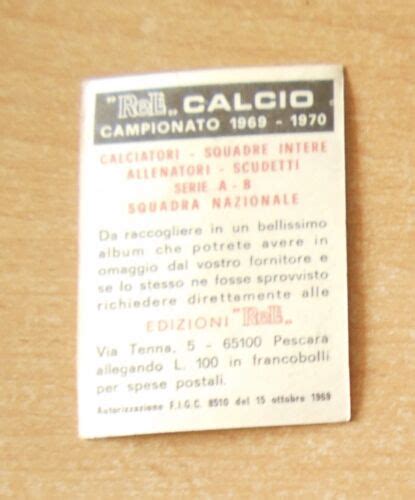 "ReLÈ„ CALCIO
CAMPIONATO 1969 - 1970
CALCIATORI - SQUADRE INTERE
ALLENATORI - SCUDETTI
SERIE A - B
SQUADRA NAZIONALE
Da raccogliere in un bellissimo
album che potrete avere in
omaggio dal vostro fornitore e
se lo stesso ne fosse sprovvisto
richiedere direttamente alle
EDIZIONI "ReLÈ„
Via Tenna, 5 - 65100 Pescara
allegando L. 100 in francobolli
per spese postali.
Autorizzazione F.I.G.C. 8510 del 15 ottobre 1969